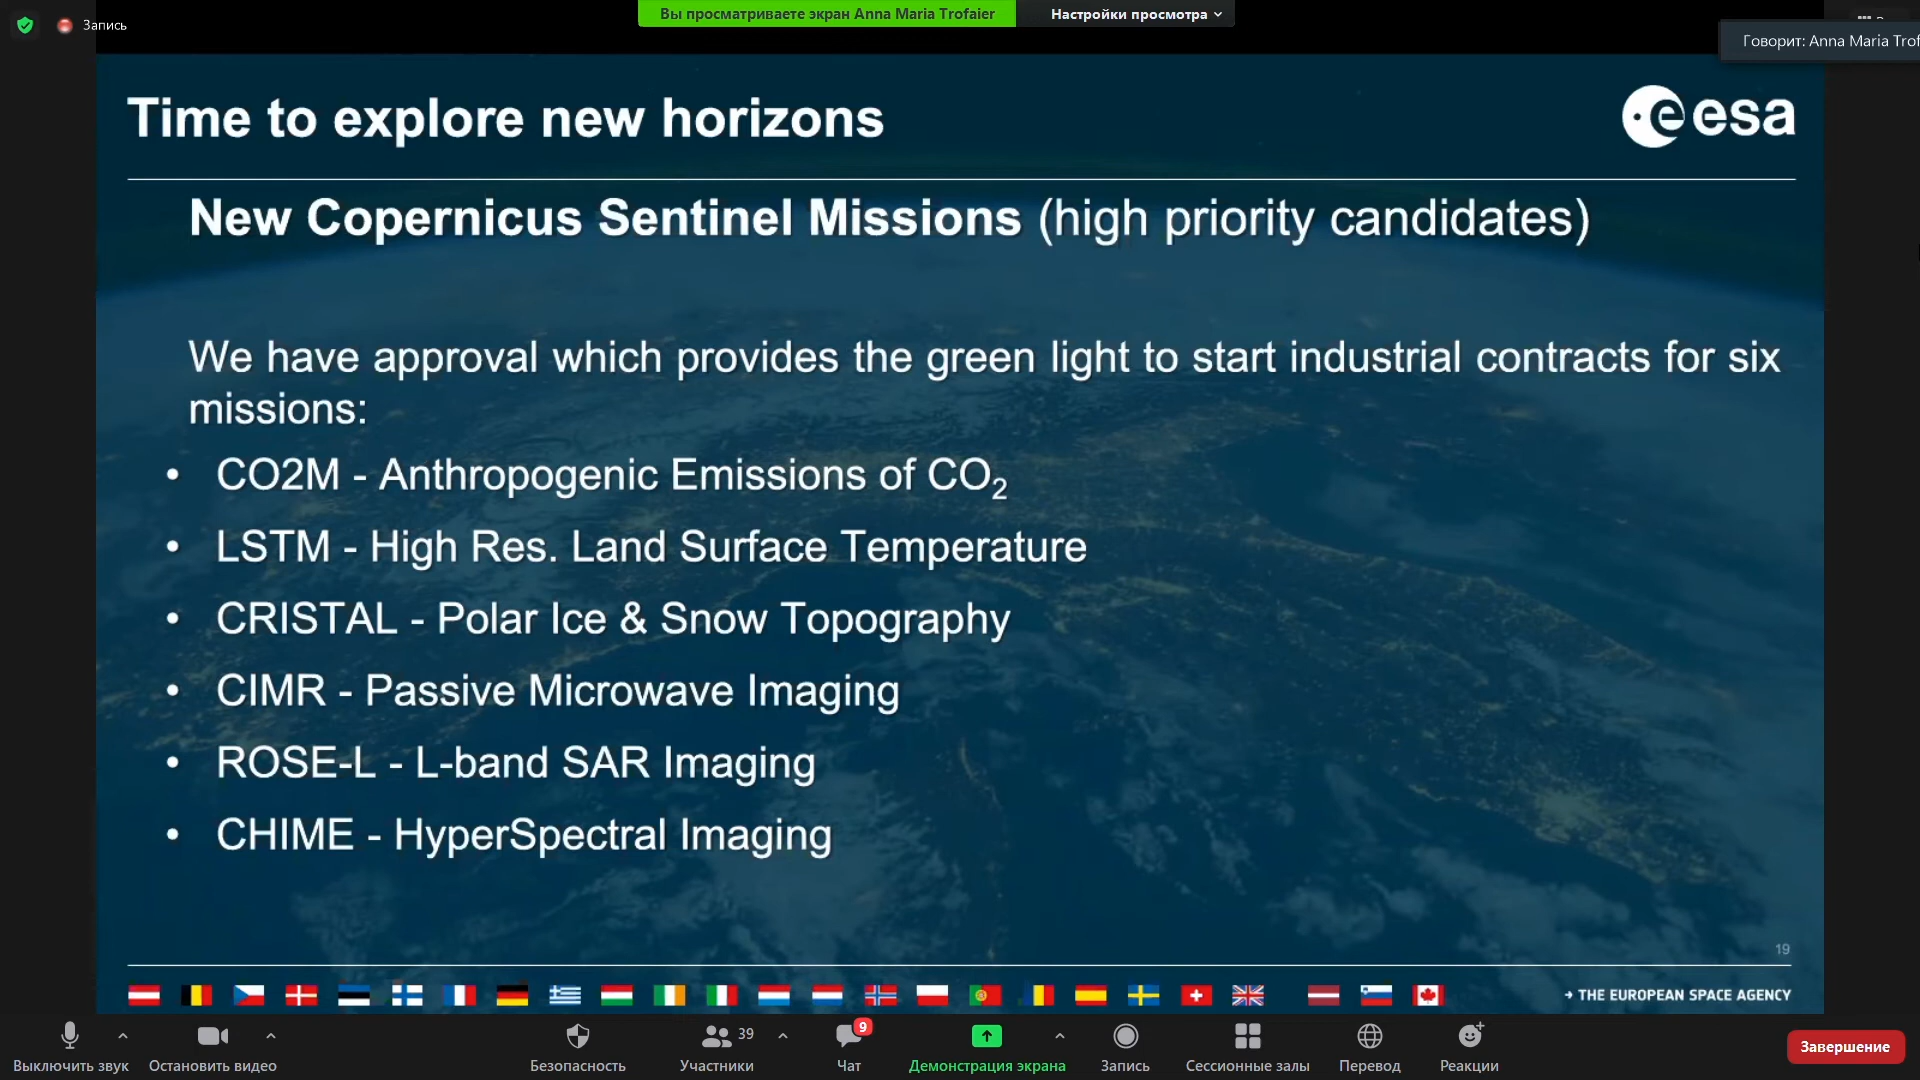 Запись
Вы просматриваете экран Anna Maria Trofaier
Настройки просмотра
Говорит: Anna Maria Trof
Time to explore new horizons
esa
New Copernicus Sentinel Missions (high priority candidates)
We have approval which provides the green light to start industrial contracts for six
missions:
• CO2M - Anthropogenic Emissions of CO₂
• LSTM - High Res. Land Surface Temperature
• CRISTAL - Polar Ice & Snow Topography
• CIMR - Passive Microwave Imaging
• ROSE-L - L-band SAR Imaging
• CHIME - HyperSpectral Imaging
19
→ THE EUROPEAN SPACE AGENCY
39
9
Выключить звук
Остановить видео
Безопасность
Участники
Чат
Демонстрация экрана
Запись
Сессионные залы
Перевод
Реакции
Завершение